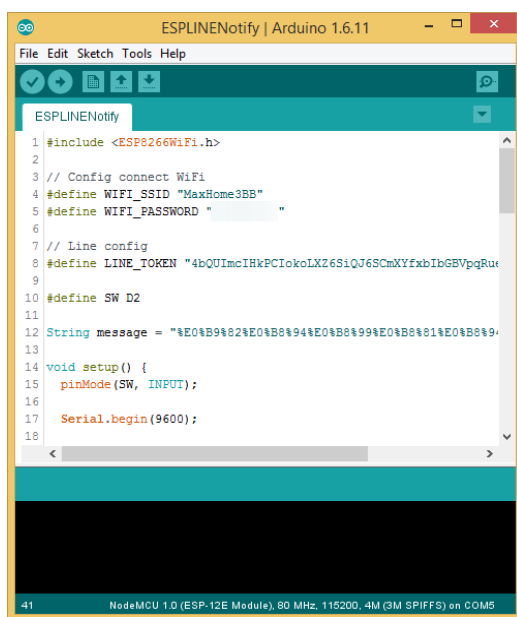 ESPLINENotify | Arduino 1.6.11
File Edit Sketch Tools Help
ESPLINENotify
1 #include <ESP8266WiFi.h>
2
3 // Config connect WiFi
4 #define WIFI_SSID "MaxHome3BB"
5 #define WIFI_PASSWORD " "
6
7 // Line config
8 #define LINE_TOKEN "4bQUImcIHkPCIokoLXZ6SiQJ6SCmXYfxbIbGBVpqRue
9
10 #define SW D2
11
12 String message = "%E0%B9%82%E0%B8%94%E0%B8%99%E0%B8%81%E0%B8%94
13
14 void setup() {
15 pinMode(SW, INPUT);
16
17 Serial.begin(9600);
18
41 NodeMCU 1.0 (ESP-12E Module), 80 MHz, 115200, 4M (3M SPIFFS) on COM5